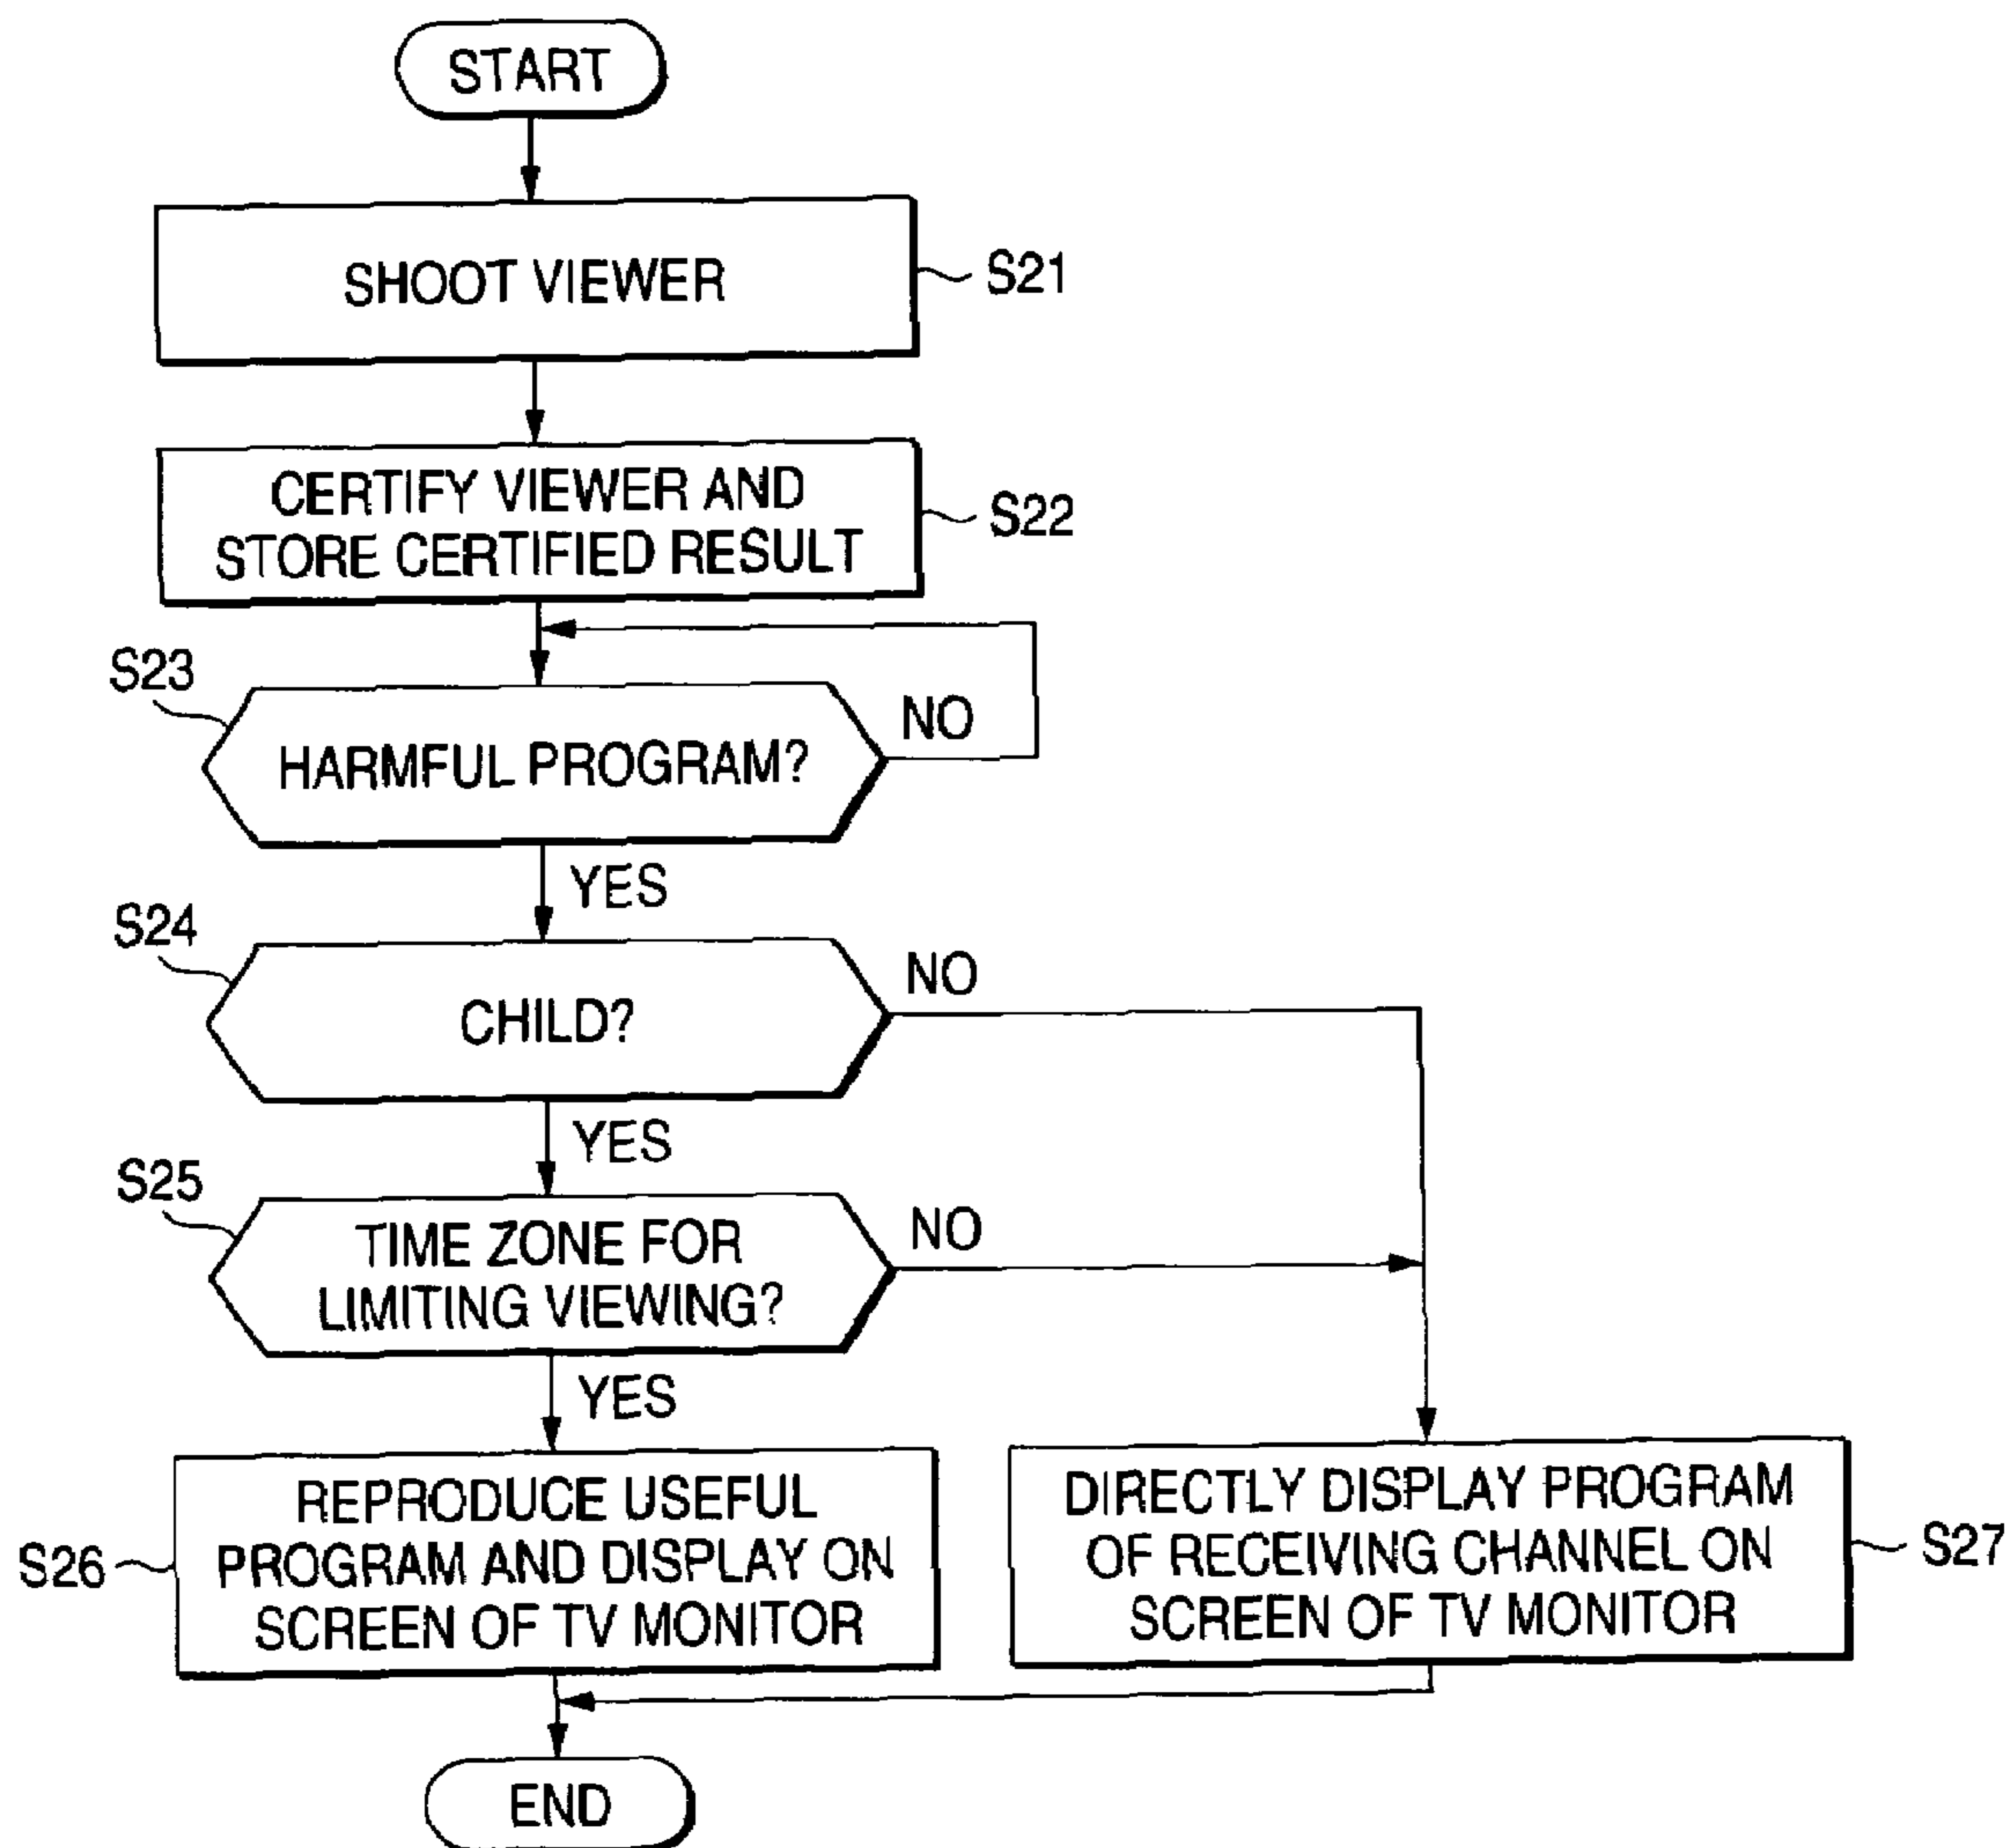 START
SHOOT VIEWER
S21
CERTIFY VIEWER AND
STORE CERTIFIED RESULT
S22
S23
HARMFUL PROGRAM?
NO
YES
S24
CHILD?
NO
YES
S25
TIME ZONE FOR
LIMITING VIEWING?
NO
YES
S26
REPRODUCE USEFUL
PROGRAM AND DISPLAY ON
SCREEN OF TV MONITOR
DIRECTLY DISPLAY PROGRAM
OF RECEIVING CHANNEL ON
SCREEN OF TV MONITOR
S27
END